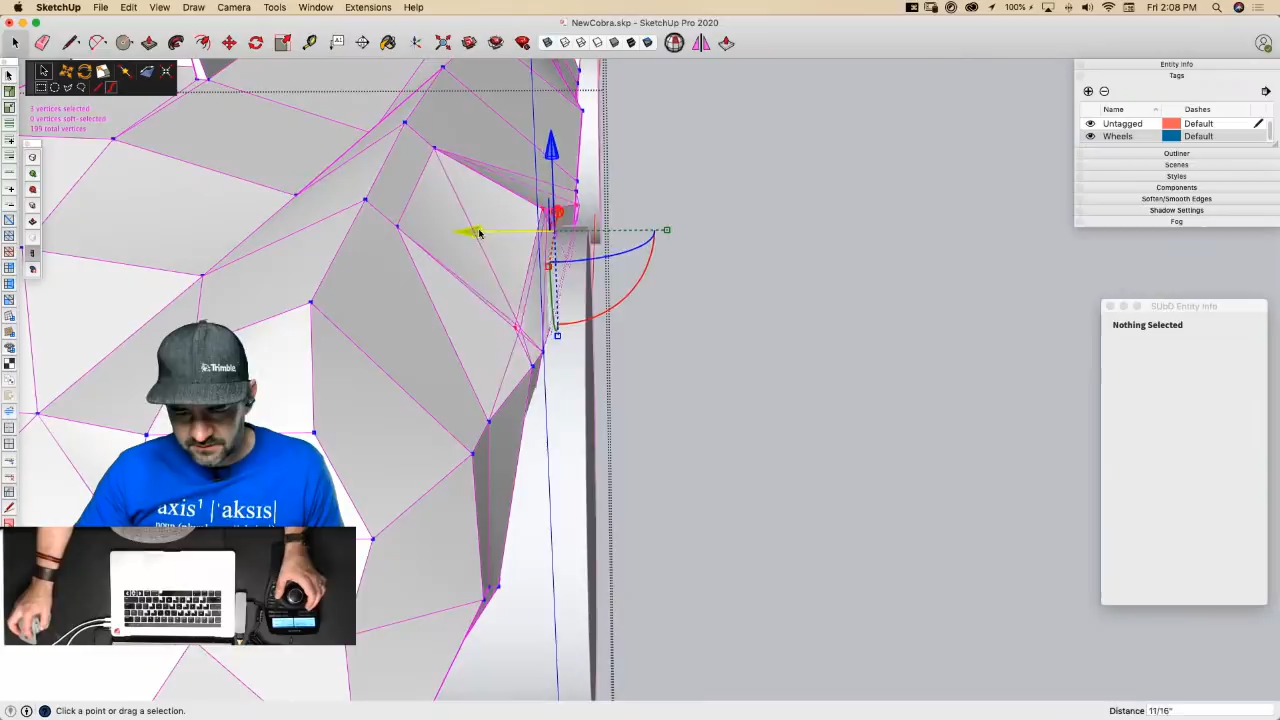 SketchUp File Edit View Camera Draw Tools Window Extensions Help 100% Fri 2:08 PM
NewCobra.skp - SketchUp Pro 2020
Entity Info
Tags
Name Dashes
Untagged Default
Wheels Default
Outliner
Scenes
Styles
Components
Soften/Smooth Edges
Shadow Settings
Fog
3 vertices selected
0 vertices soft-selected
199 total vertices
SUbD Entity Info
Nothing Selected
Trimble
axis¹ |ˈaksɪs|
Click a point or drag a selection.
Distance 11/16"